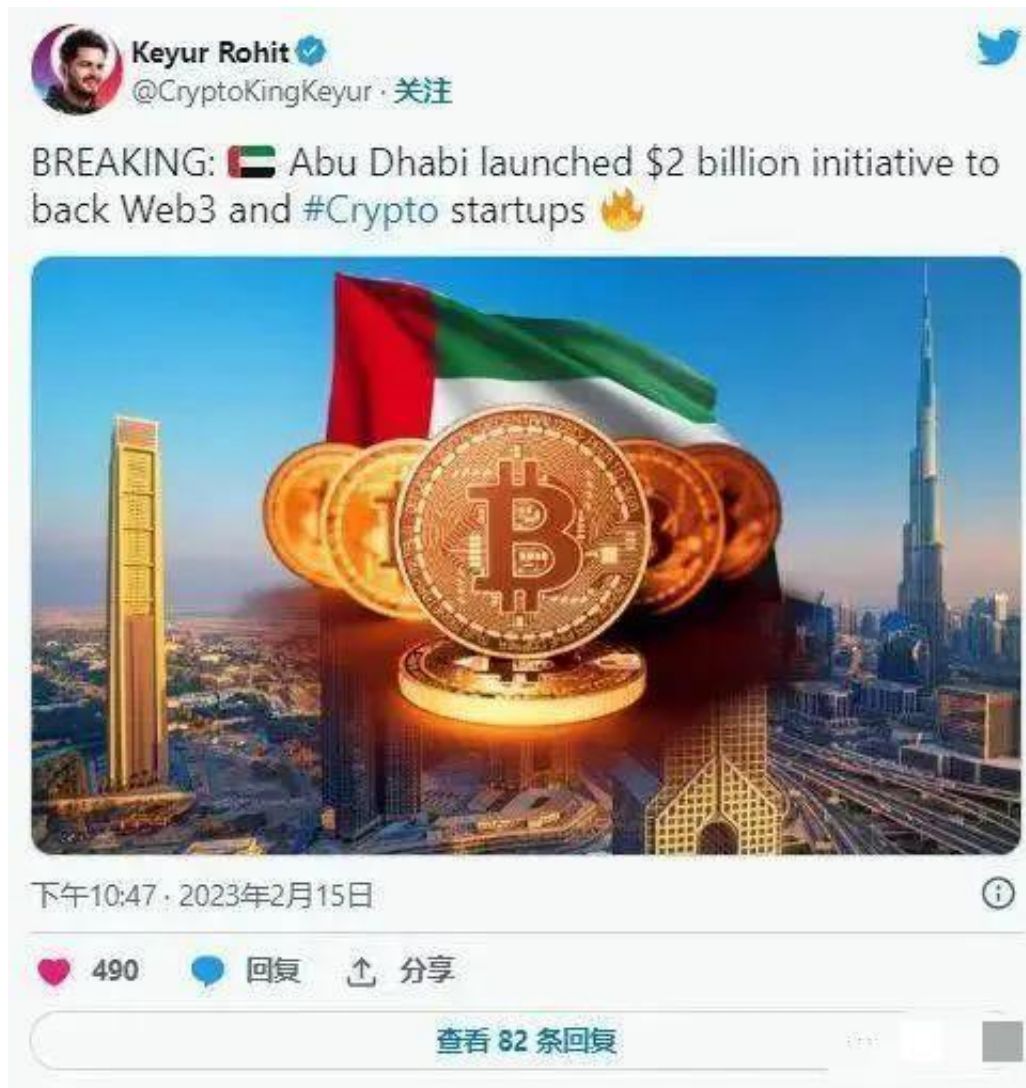 Keyur Rohit
@CryptoKingKeyur · 关注
BREAKING: 🇦🇪 Abu Dhabi launched $2 billion initiative to
back Web3 and #Crypto startups 🔥
下午10:47 · 2023年2月15日
490 回复 分享
查看 82 条回复